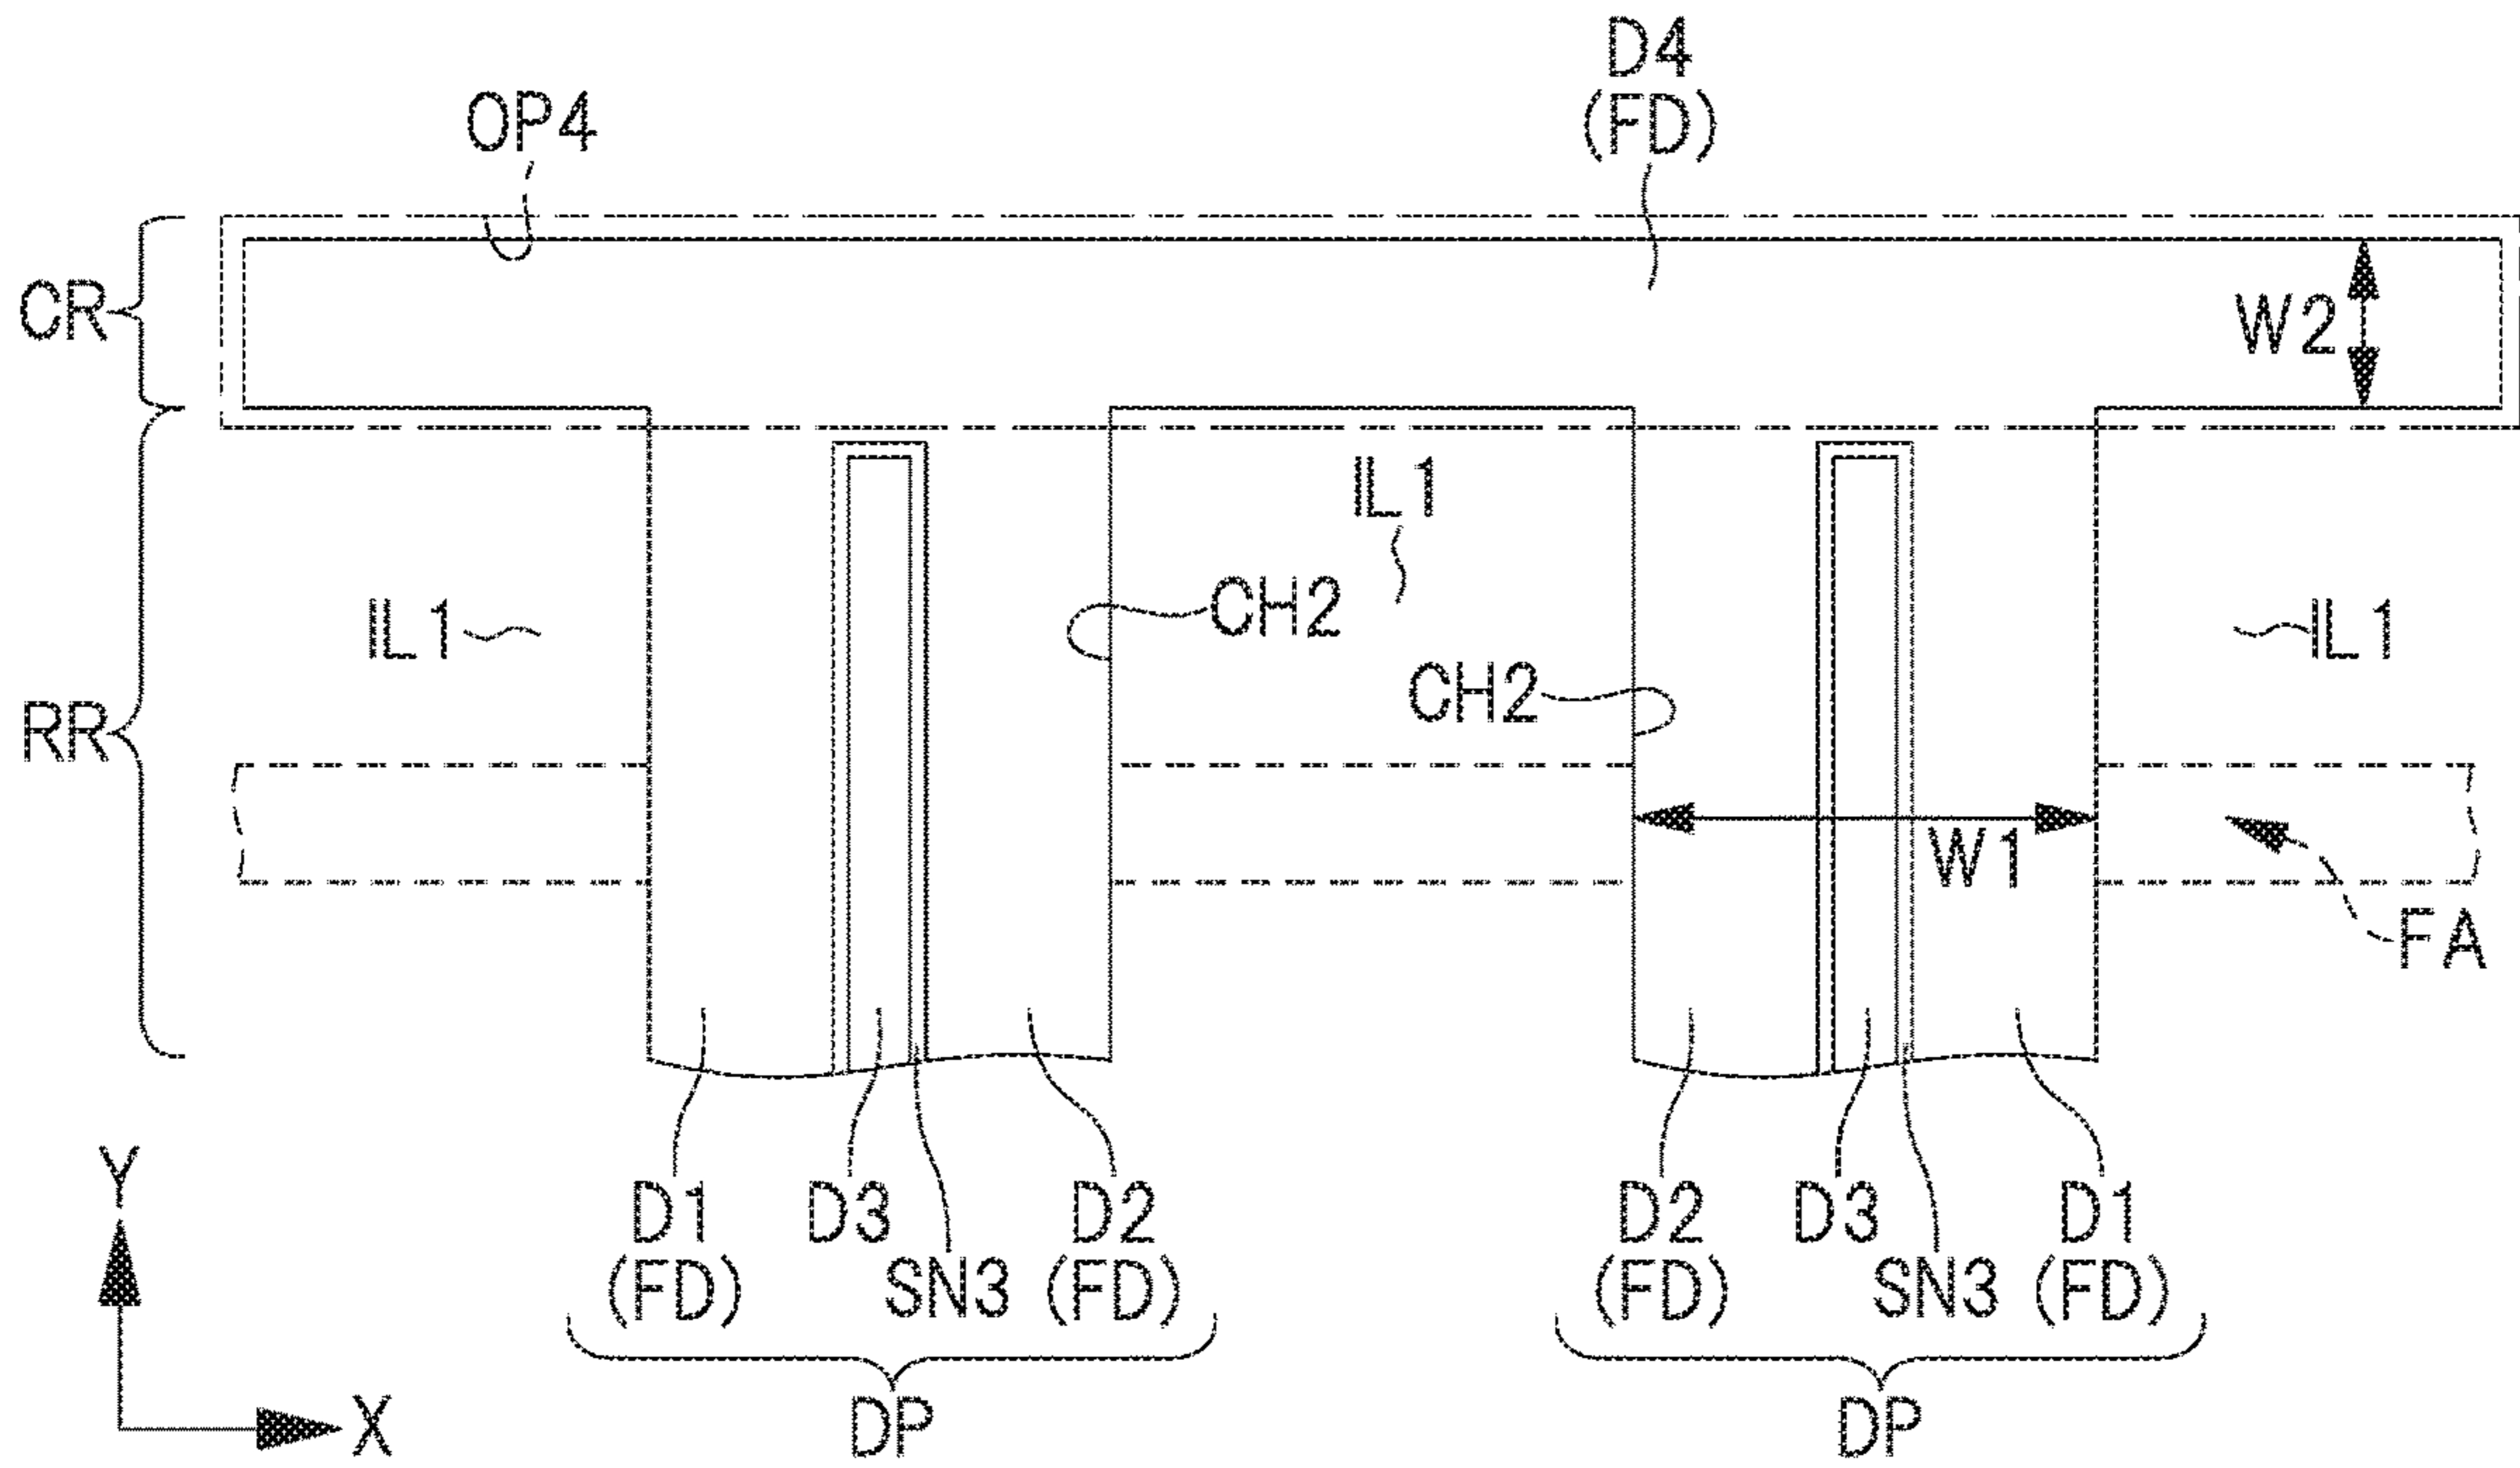 D4
(FD)
OP4
CR
W2
IL1
IL1
CH2
IL1
CH2
RR
W1
FA
Y
D1
(FD)
D3
SN3
D2
(FD)
D2
(FD)
D3
SN3
D1
(FD)
DP
DP
X